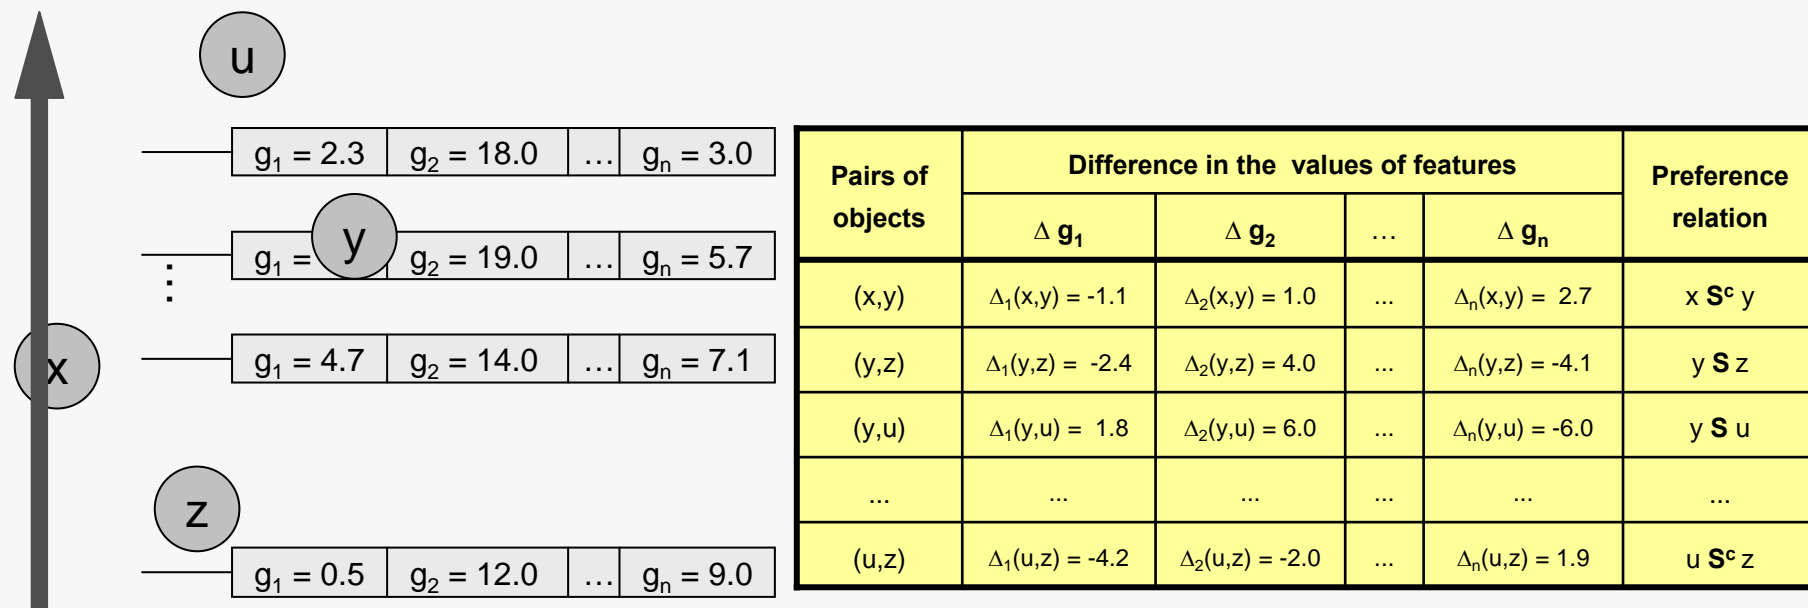 u
g₁ = 2.3 g₂ = 18.0 … gₙ = 3.0
y
g₁ = g₂ = 19.0 … gₙ = 5.7
⋮
x
g₁ = 4.7 g₂ = 14.0 … gₙ = 7.1
z
g₁ = 0.5 g₂ = 12.0 … gₙ = 9.0
Pairs of objects Difference in the values of features Preference relation
Δ g₁ Δ g₂ … Δ gₙ
(x,y) Δ₁(x,y) = -1.1 Δ₂(x,y) = 1.0 ... Δₙ(x,y) = 2.7 x Sᶜ y
(y,z) Δ₁(y,z) = -2.4 Δ₂(y,z) = 4.0 ... Δₙ(y,z) = -4.1 y S z
(y,u) Δ₁(y,u) = 1.8 Δ₂(y,u) = 6.0 ... Δₙ(y,u) = -6.0 y S u
... ... ... ... ... ...
(u,z) Δ₁(u,z) = -4.2 Δ₂(u,z) = -2.0 ... Δₙ(u,z) = 1.9 u Sᶜ z